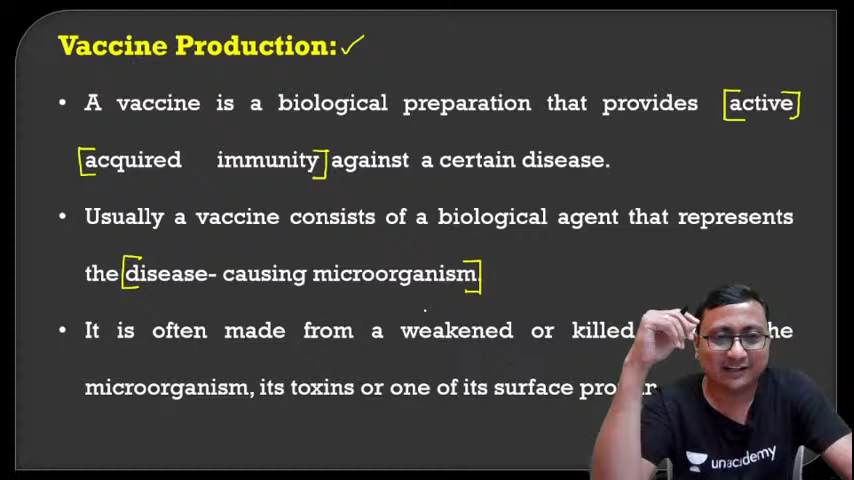 Vaccine Production:
• A vaccine is a biological preparation that provides active
acquired immunity against a certain disease.
• Usually a vaccine consists of a biological agent that represents
the disease- causing microorganism.
• It is often made from a weakened or killed
microorganism, its toxins or one of its surface
unacademy